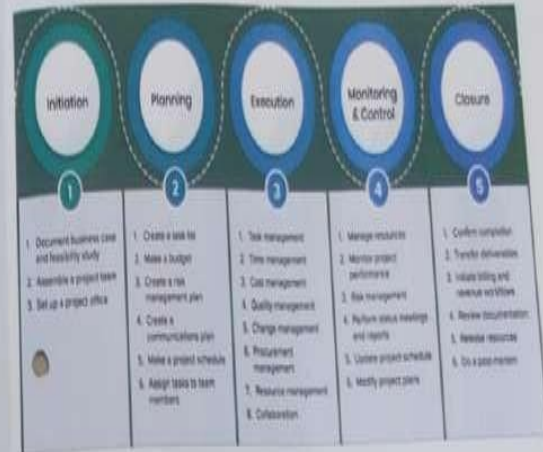 Initiation
Planning
Execution
Monitoring
& Control
Closure
1
2
3
4
5
1. Document business case
and feasibility study
2. Assemble a project team
3. Set up a project office
1. Create a task list
2. Make a budget
3. Create a risk
management plan
4. Create a
communications plan
5. Make a project schedule
6. Assign tasks to team
members
1. Task management
2. Time management
3. Cost management
4. Quality management
5. Change management
6. Procurement
management
7. Resource management
8. Collaboration
1. Manage resources
2. Monitor project
performance
3. Risk management
4. Perform status meetings
and reports
5. Update project schedule
6. Modify project plans
1. Confirm completion
2. Transfer deliverables
3. Initiate billing and
revenue workflows
4. Review documentation
5. Release resources
6. Do a post-mortem